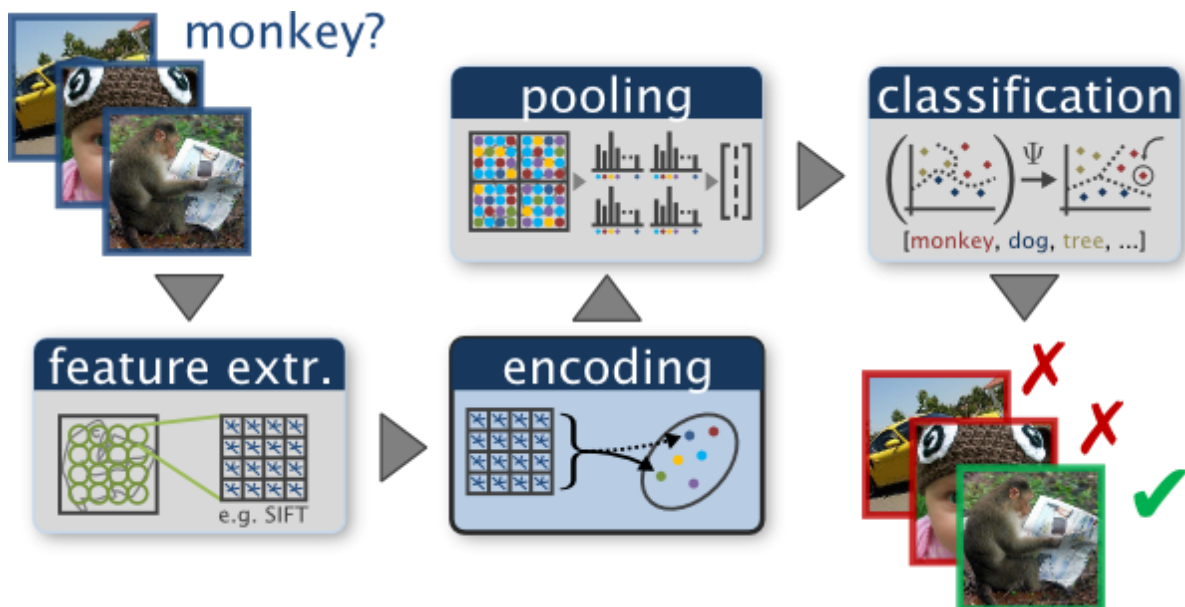 monkey?
feature extr.
e.g. SIFT
encoding
pooling
classification
Ψ
[monkey, dog, tree, ...]